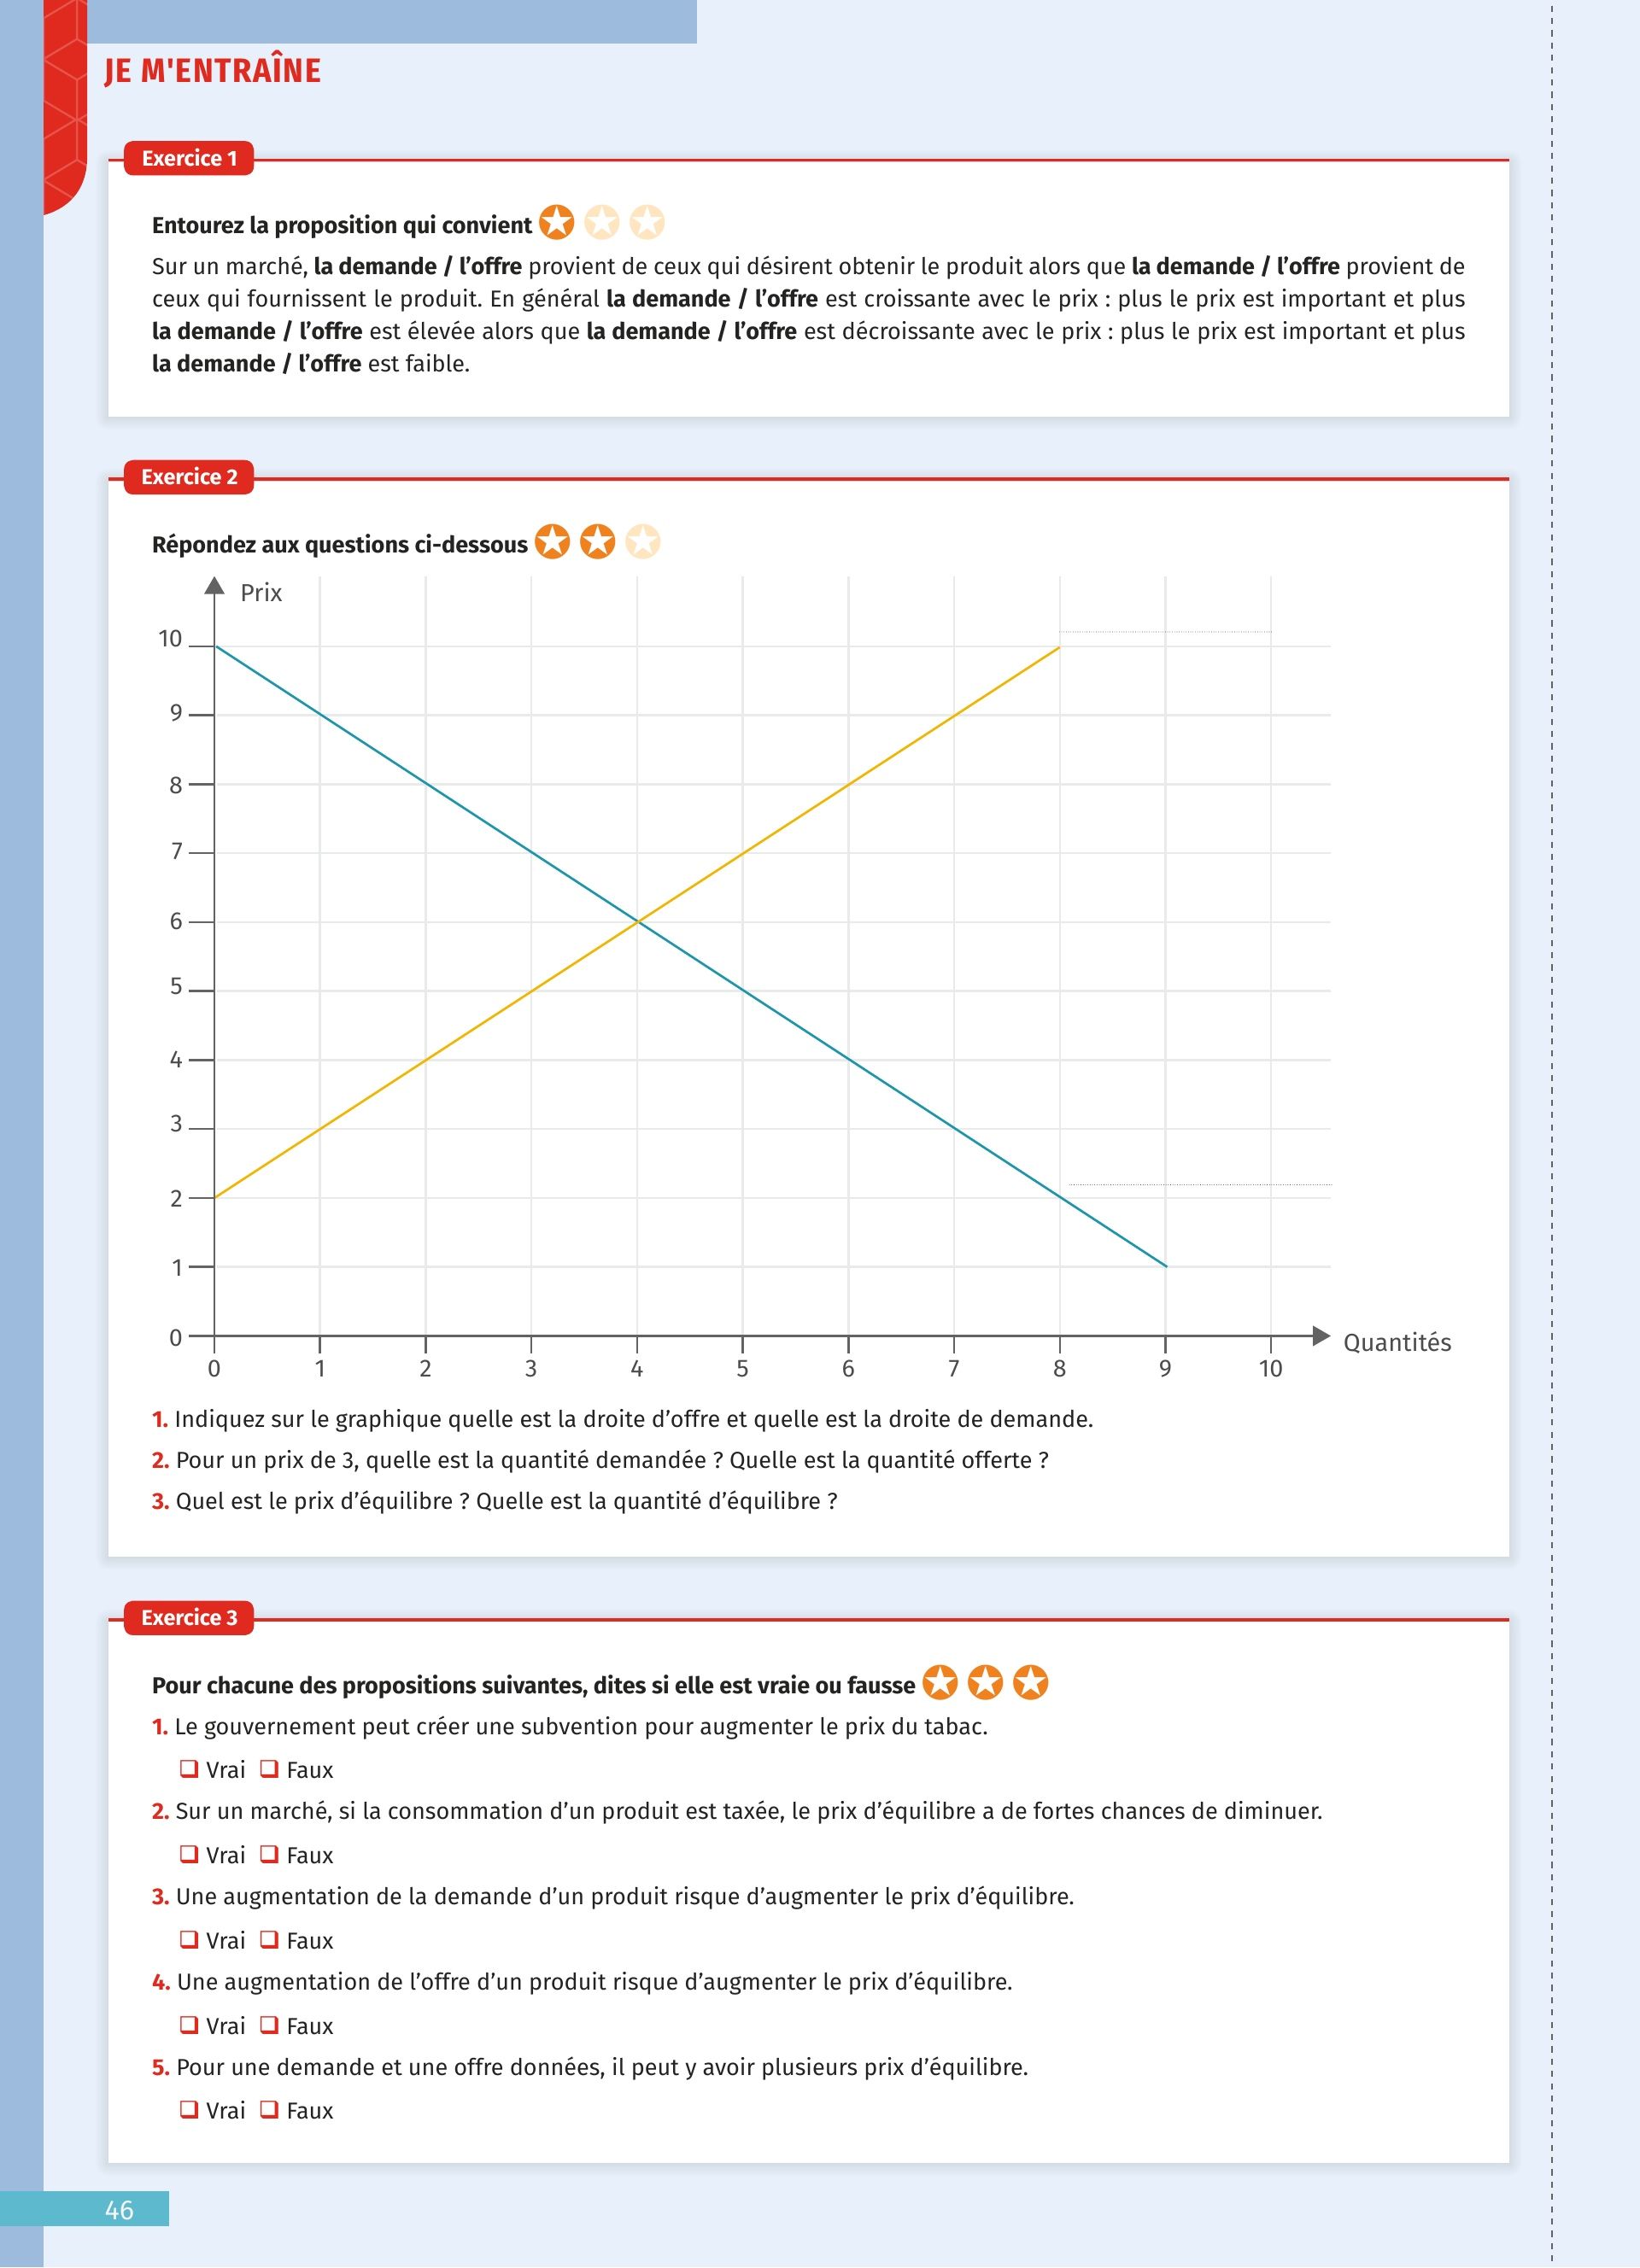 JE M'ENTRAÎNE
Exercice 1
Entourez la proposition qui convient
Sur un marché, la demande / l’offre provient de ceux qui désirent obtenir le produit alors que la demande / l’offre provient de
ceux qui fournissent le produit. En général la demande / l’offre est croissante avec le prix : plus le prix est important et plus
la demande / l’offre est élevée alors que la demande / l’offre est décroissante avec le prix : plus le prix est important et plus
la demande / l’offre est faible.
Exercice 2
Répondez aux questions ci-dessous
Prix
10
9
8
7
6
5
4
3
2
1
0
0 1 2 3 4 5 6 7 8 9 10
Quantités
1. Indiquez sur le graphique quelle est la droite d’offre et quelle est la droite de demande.
2. Pour un prix de 3, quelle est la quantité demandée ? Quelle est la quantité offerte ?
3. Quel est le prix d’équilibre ? Quelle est la quantité d’équilibre ?
Exercice 3
Pour chacune des propositions suivantes, dites si elle est vraie ou fausse
1. Le gouvernement peut créer une subvention pour augmenter le prix du tabac.
❏ Vrai ❏ Faux
2. Sur un marché, si la consommation d’un produit est taxée, le prix d’équilibre a de fortes chances de diminuer.
❏ Vrai ❏ Faux
3. Une augmentation de la demande d’un produit risque d’augmenter le prix d’équilibre.
❏ Vrai ❏ Faux
4. Une augmentation de l’offre d’un produit risque d’augmenter le prix d’équilibre.
❏ Vrai ❏ Faux
5. Pour une demande et une offre données, il peut y avoir plusieurs prix d’équilibre.
❏ Vrai ❏ Faux
46